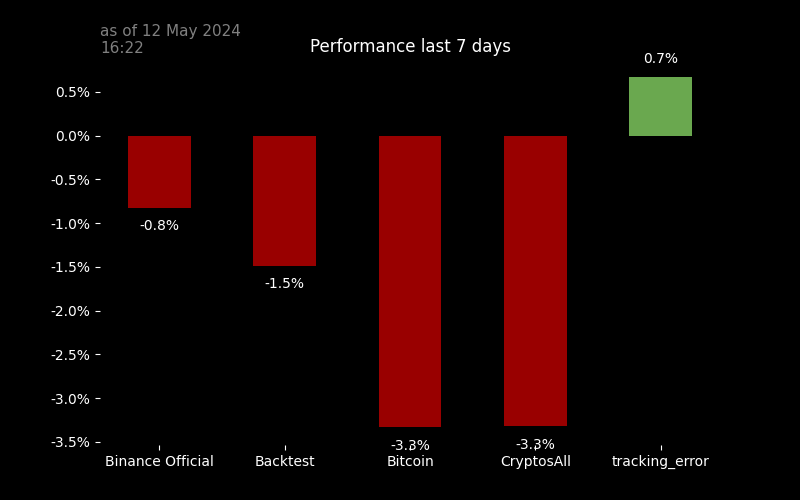 as of 12 May 2024
16:22
Performance last 7 days
0.7%
0.5%
0.0%
-0.5%
-0.8%
-1.0%
-1.5%
-1.5%
-2.0%
-2.5%
-3.0%
-3.5%
-3.3%
-3.3%
Binance Official
Backtest
Bitcoin
CryptosAll
tracking_error